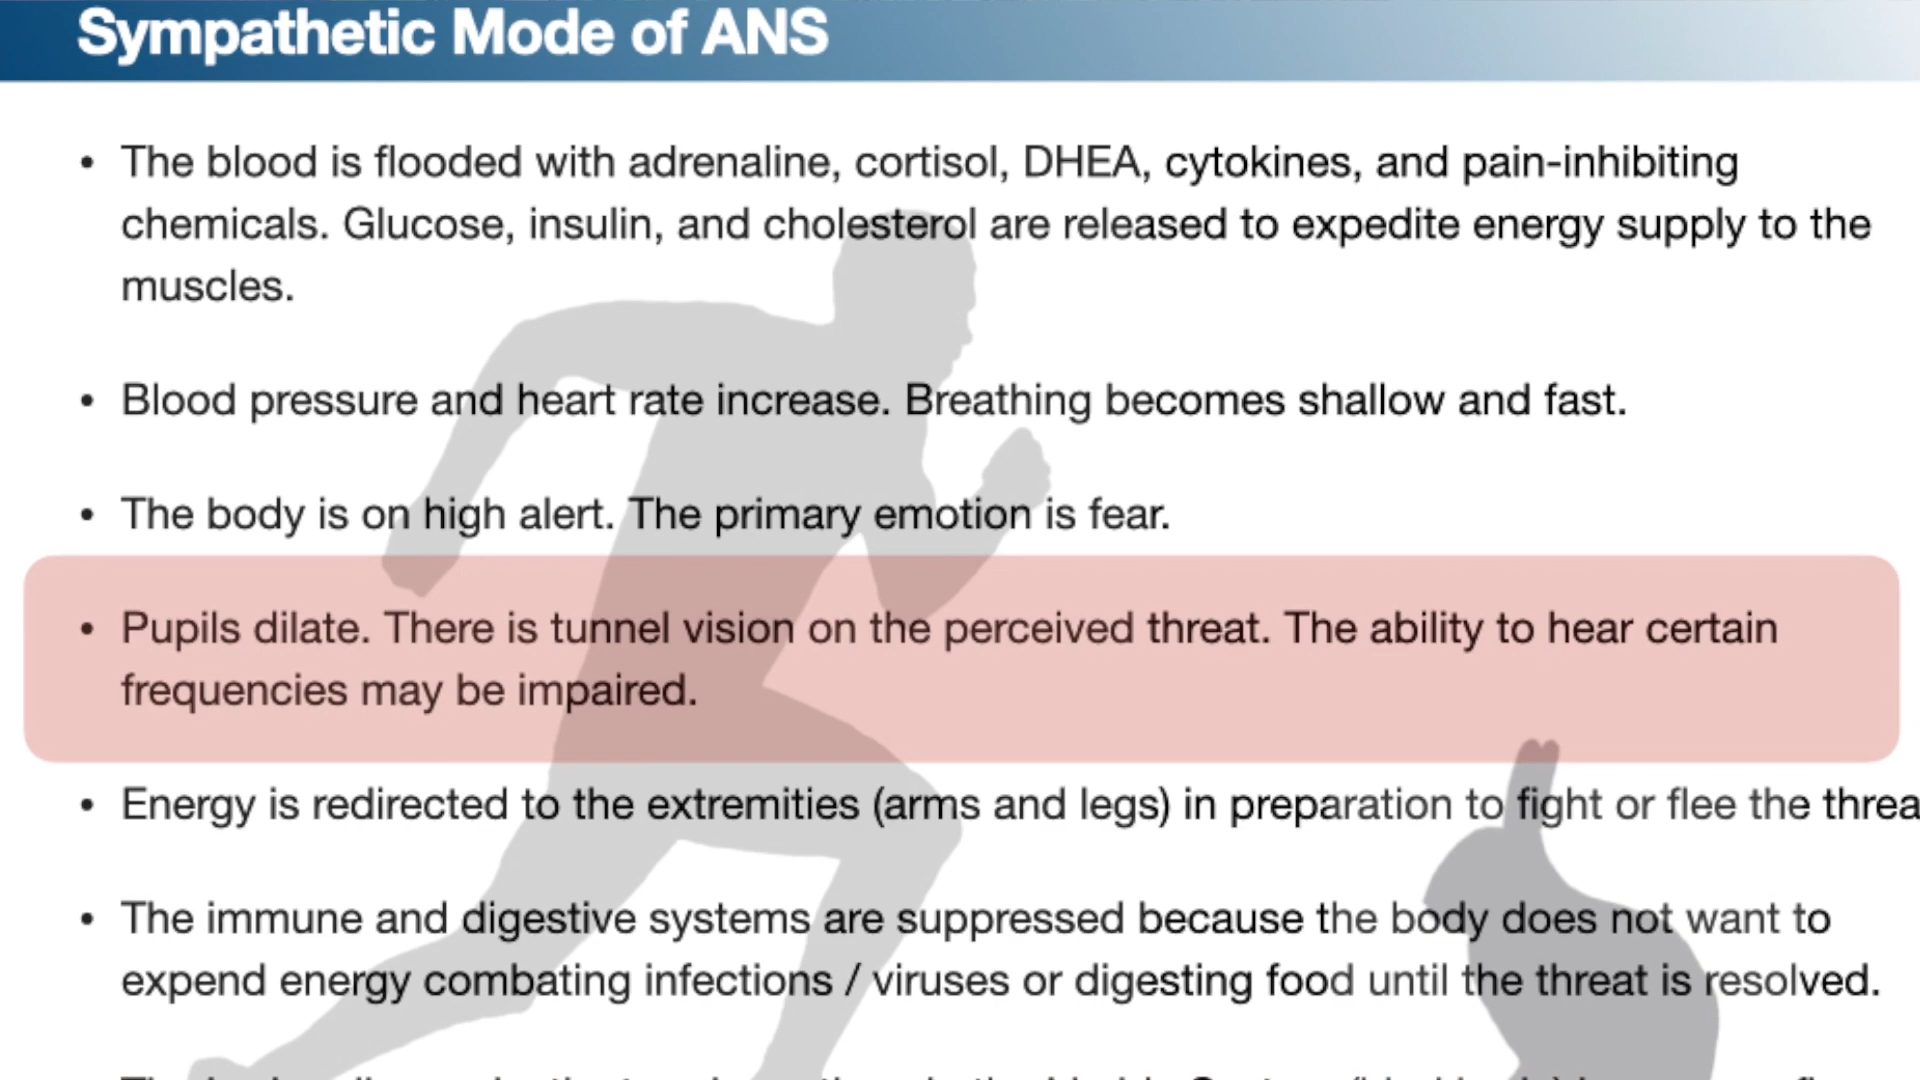 Sympathetic Mode of ANS
• The blood is flooded with adrenaline, cortisol, DHEA, cytokines, and pain-inhibiting
chemicals. Glucose, insulin, and cholesterol are released to expedite energy supply to the
muscles.
• Blood pressure and heart rate increase. Breathing becomes shallow and fast.
• The body is on high alert. The primary emotion is fear.
• Pupils dilate. There is tunnel vision on the perceived threat. The ability to hear certain
frequencies may be impaired.
• Energy is redirected to the extremities (arms and legs) in preparation to fight or flee the threa
• The immune and digestive systems are suppressed because the body does not want to
expend energy combating infections / viruses or digesting food until the threat is resolved.